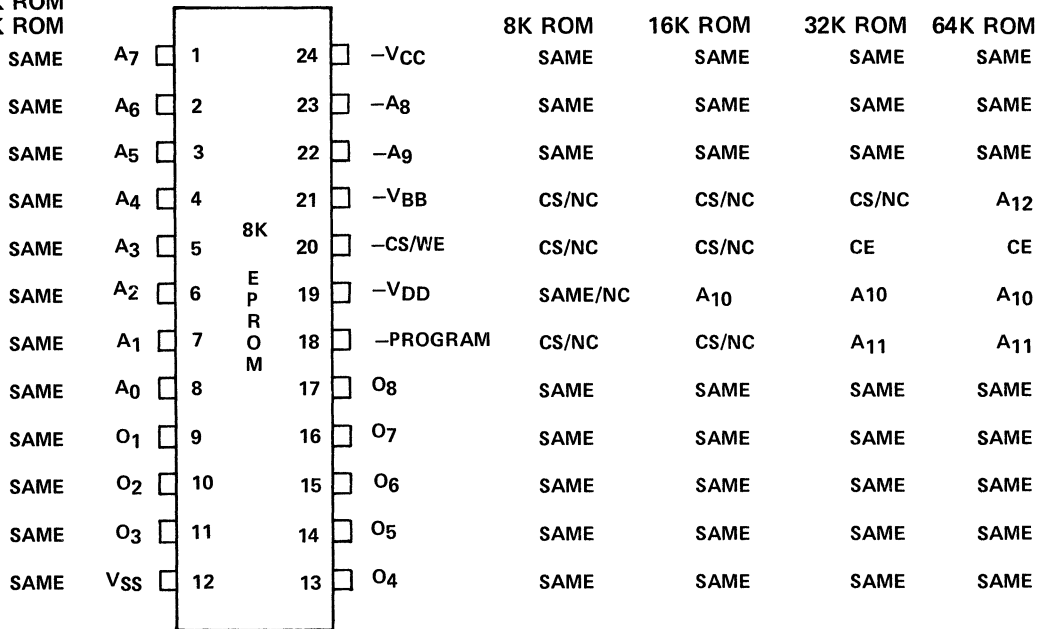 K ROM
K ROM 8K ROM 16K ROM 32K ROM 64K ROM
SAME A7 1 24 –VCC SAME SAME SAME SAME
SAME A6 2 23 –A8 SAME SAME SAME SAME
SAME A5 3 22 –A9 SAME SAME SAME SAME
SAME A4 4 21 –VBB CS/NC CS/NC CS/NC A12
8K
SAME A3 5 20 –CS/WE CS/NC CS/NC CE CE
SAME A2 6 19 –VDD SAME/NC A10 A10 A10
EPROM
SAME A1 7 18 –PROGRAM CS/NC CS/NC A11 A11
SAME A0 8 17 O8 SAME SAME SAME SAME
SAME O1 9 16 O7 SAME SAME SAME SAME
SAME O2 10 15 O6 SAME SAME SAME SAME
SAME O3 11 14 O5 SAME SAME SAME SAME
SAME VSS 12 13 O4 SAME SAME SAME SAME